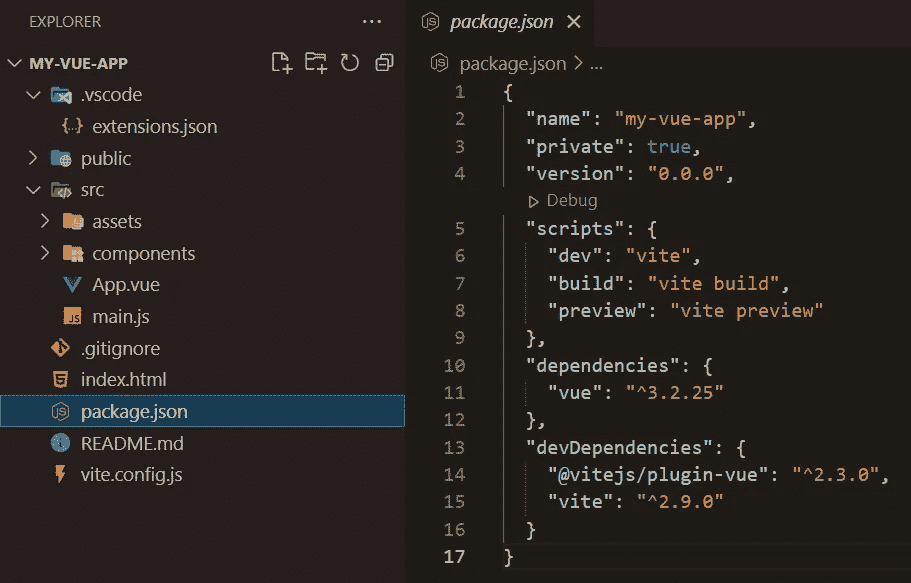 EXPLORER
MY-VUE-APP
.vscode
{..} extensions.json
public
src
assets
components
App.vue
JS main.js
.gitignore
index.html
JS package.json
README.md
vite.config.js
JS package.json
JS package.json > ...
1 {
2 "name": "my-vue-app",
3 "private": true,
4 "version": "0.0.0",
Debug
5 "scripts": {
6 "dev": "vite",
7 "build": "vite build",
8 "preview": "vite preview"
9 },
10 "dependencies": {
11 "vue": "^3.2.25"
12 },
13 "devDependencies": {
14 "@vitejs/plugin-vue": "^2.3.0",
15 "vite": "^2.9.0"
16 }
17 }